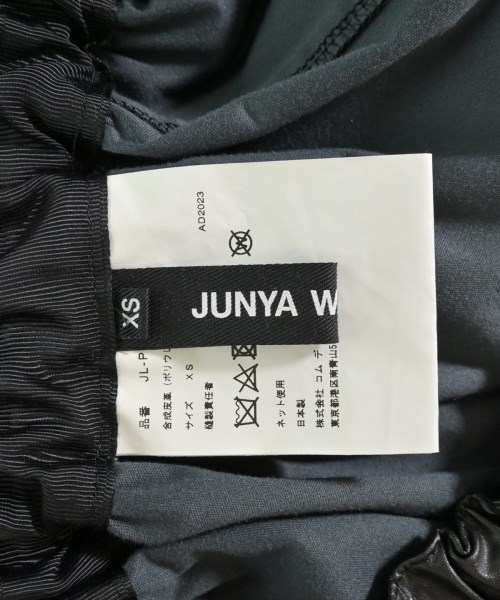 JUNYA W
XS
AD2023
品番 JL-P
合成皮革(ポリウレ
サイズ XS
縫製責任者
ネット使用
日本製
株式会社 コム デ
東京都港区南青山5